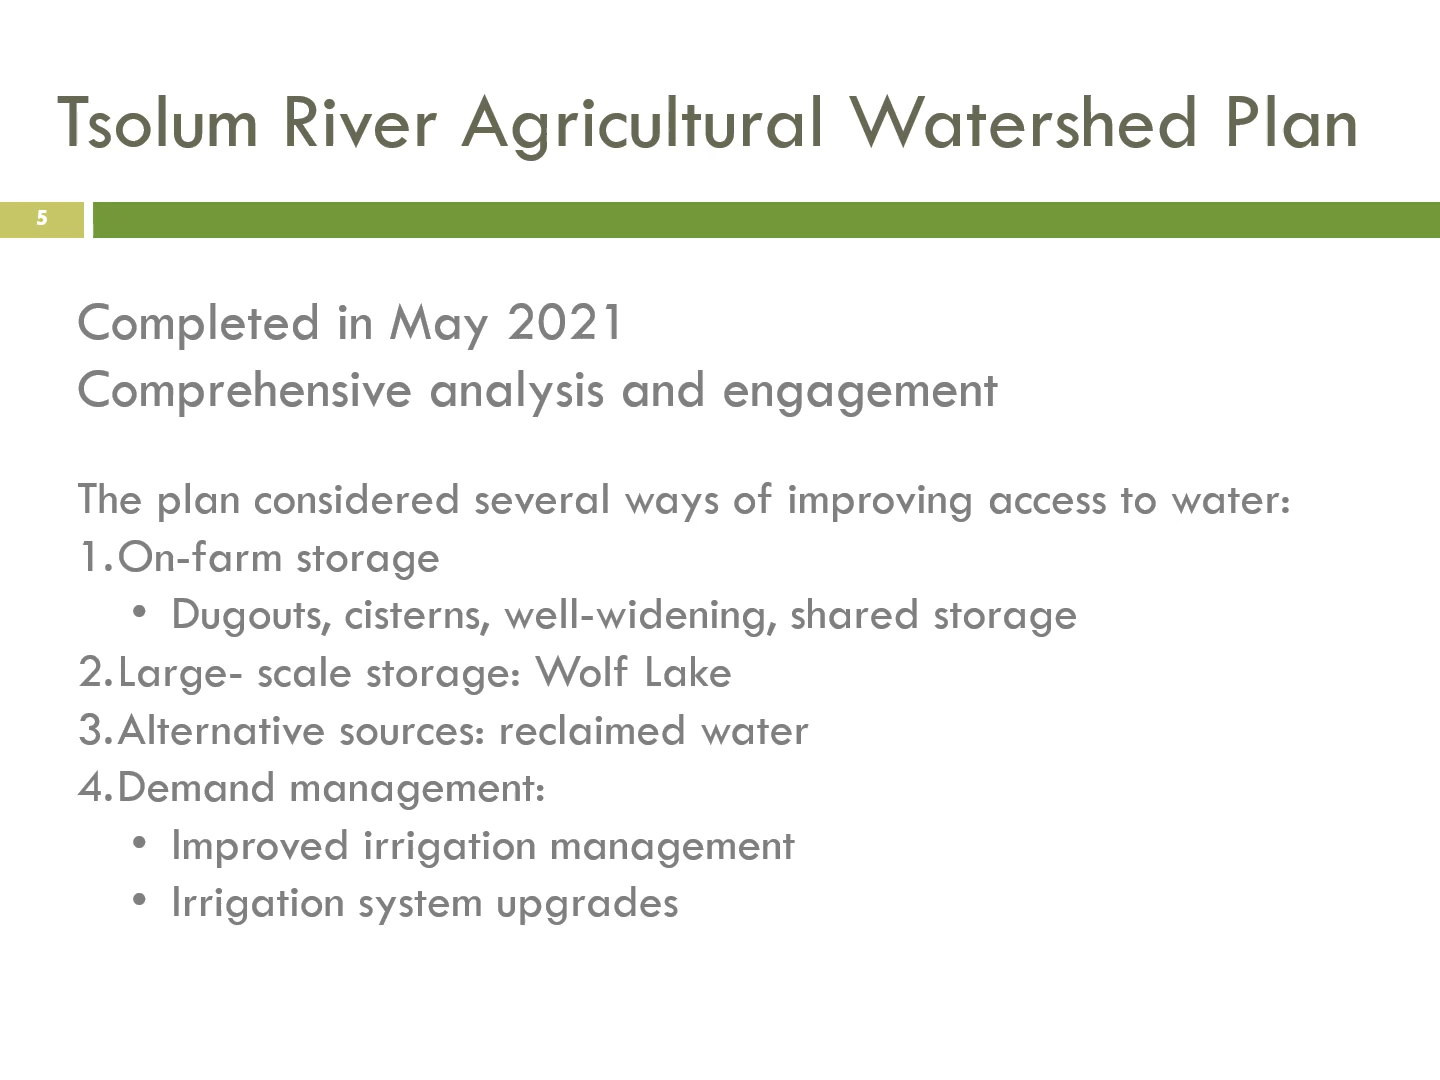 Tsolum River Agricultural Watershed Plan
5
Completed in May 2021
Comprehensive analysis and engagement
The plan considered several ways of improving access to water:
1.On-farm storage
• Dugouts, cisterns, well-widening, shared storage
2.Large- scale storage: Wolf Lake
3.Alternative sources: reclaimed water
4.Demand management:
• Improved irrigation management
• Irrigation system upgrades